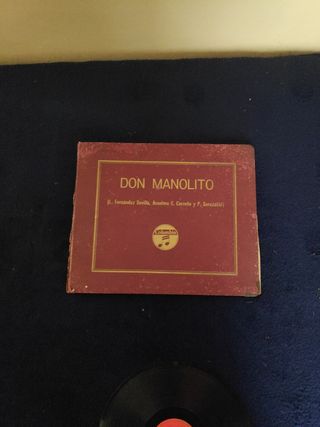 DON MANOLITO
(L. Fernández Sevilla, Anselmo C. Carreño y P. Sorozábal)
Columbia